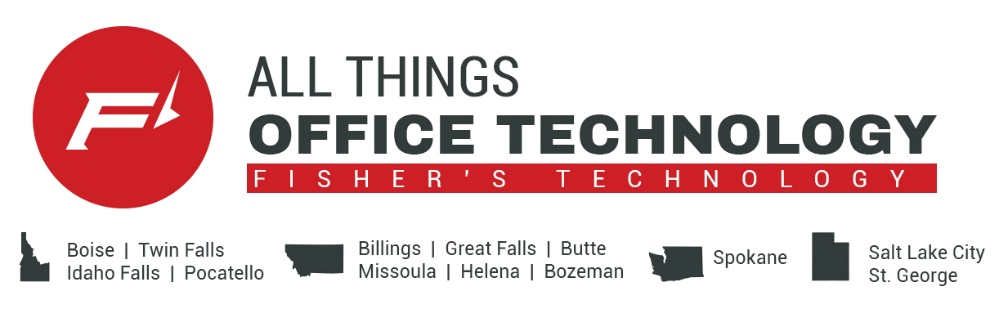 F
ALL THINGS
OFFICE TECHNOLOGY
FISHER'S TECHNOLOGY
Boise | Twin Falls
Idaho Falls | Pocatello
Billings | Great Falls | Butte
Missoula | Helena | Bozeman
Spokane
Salt Lake City
St. George